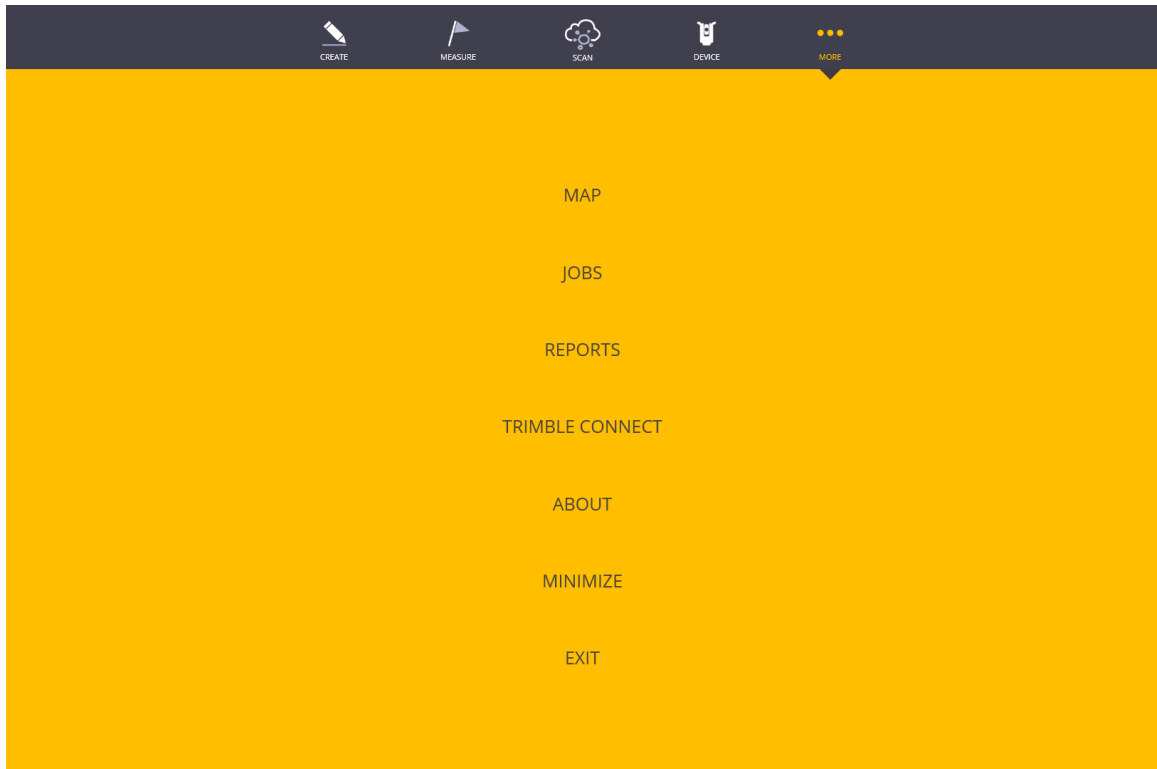 CREATE
MEASURE
SCAN
DEVICE
MORE
MAP
JOBS
REPORTS
TRIMBLE CONNECT
ABOUT
MINIMIZE
EXIT